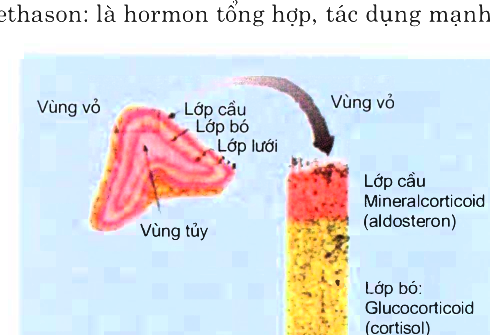 ethason: là hormon tổng hợp, tác dụng mạnh
Vùng vỏ
Lớp cầu
Lớp bó
Lớp lưới
Vùng tủy
Vùng vỏ
Lớp cầu
Mineralcorticoid
(aldosteron)
Lớp bó:
Glucocorticoid
(cortisol)